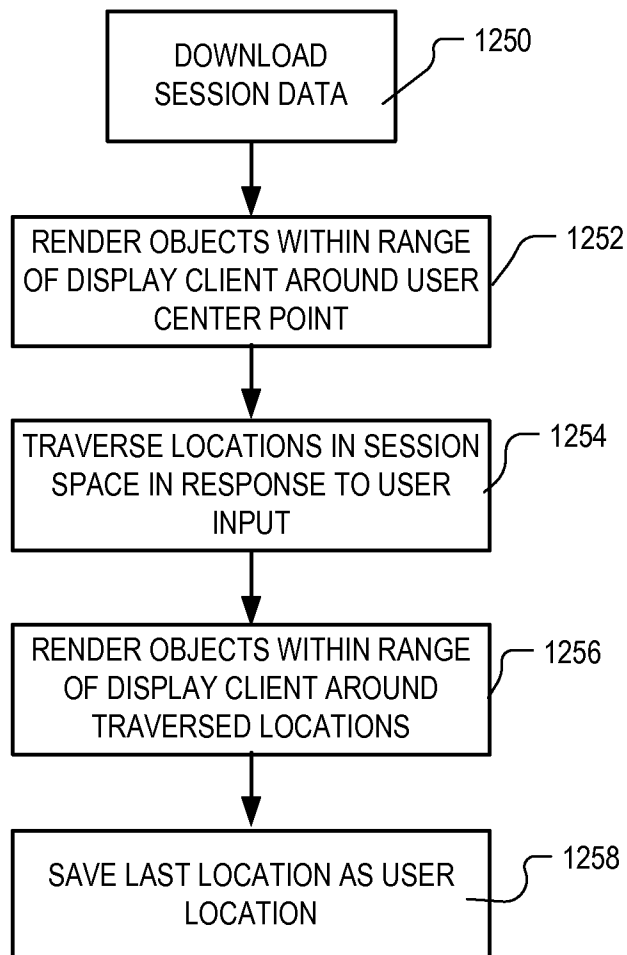 DOWNLOAD
SESSION DATA
1250
RENDER OBJECTS WITHIN RANGE
OF DISPLAY CLIENT AROUND USER
CENTER POINT
1252
TRAVERSE LOCATIONS IN SESSION
SPACE IN RESPONSE TO USER
INPUT
1254
RENDER OBJECTS WITHIN RANGE
OF DISPLAY CLIENT AROUND
TRAVERSED LOCATIONS
1256
SAVE LAST LOCATION AS USER
LOCATION
1258